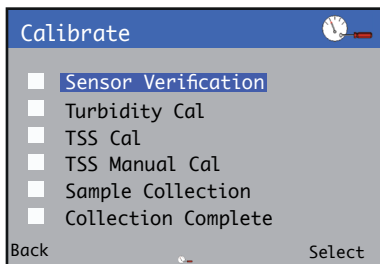 Calibrate
Sensor Verification
Turbidity Cal
TSS Cal
TSS Manual Cal
Sample Collection
Collection Complete
Back Select